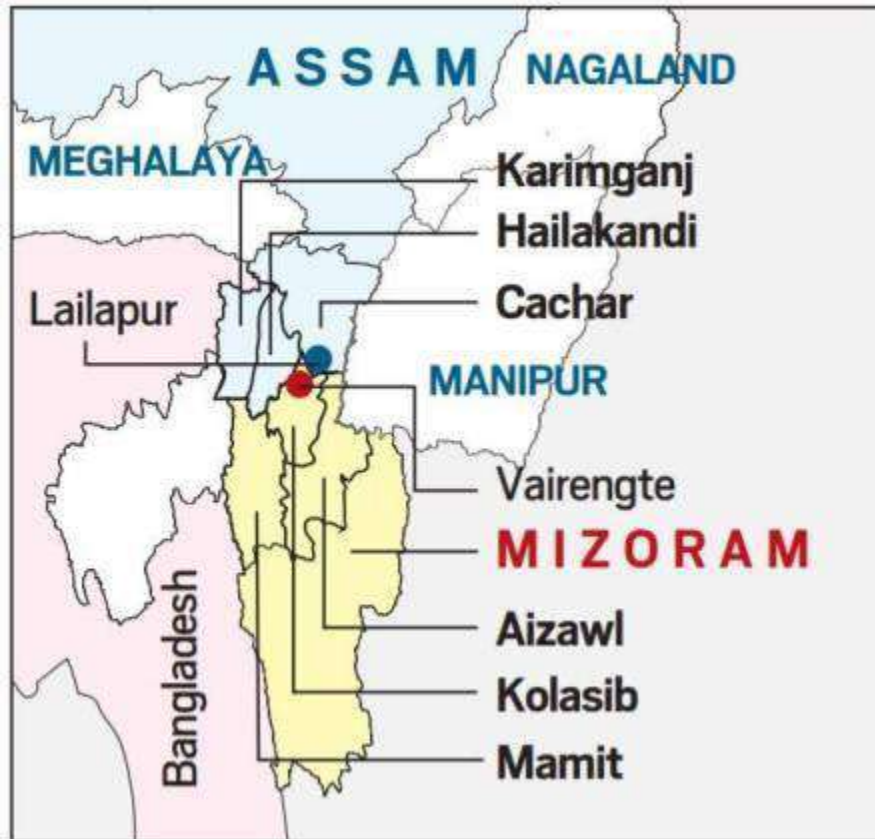 ASSAM
NAGALAND
MEGHALAYA
Karimganj
Hailakandi
Lailapur
Cachar
MANIPUR
Vairengte
MIZORAM
Bangladesh
Aizawl
Kolasib
Mamit